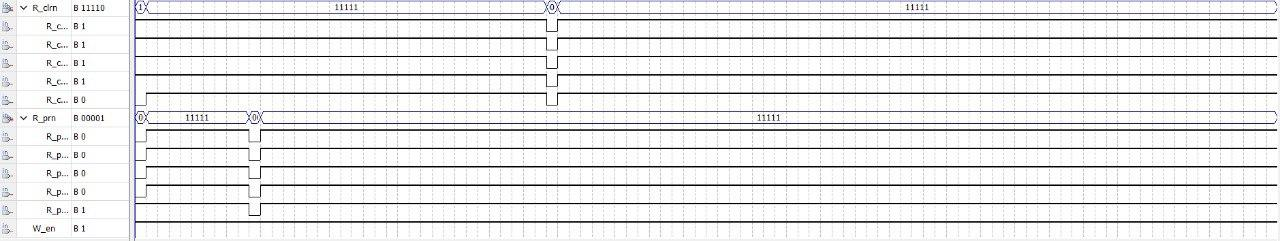 R_clrn B 11110 1 11111 0 11111
R_c... B 1
R_c... B 1
R_c... B 1
R_c... B 1
R_c... B 0
R_prn B 00001 0 11111 0 11111
R_p... B 0
R_p... B 0
R_p... B 0
R_p... B 0
R_p... B 1
W_en B 1